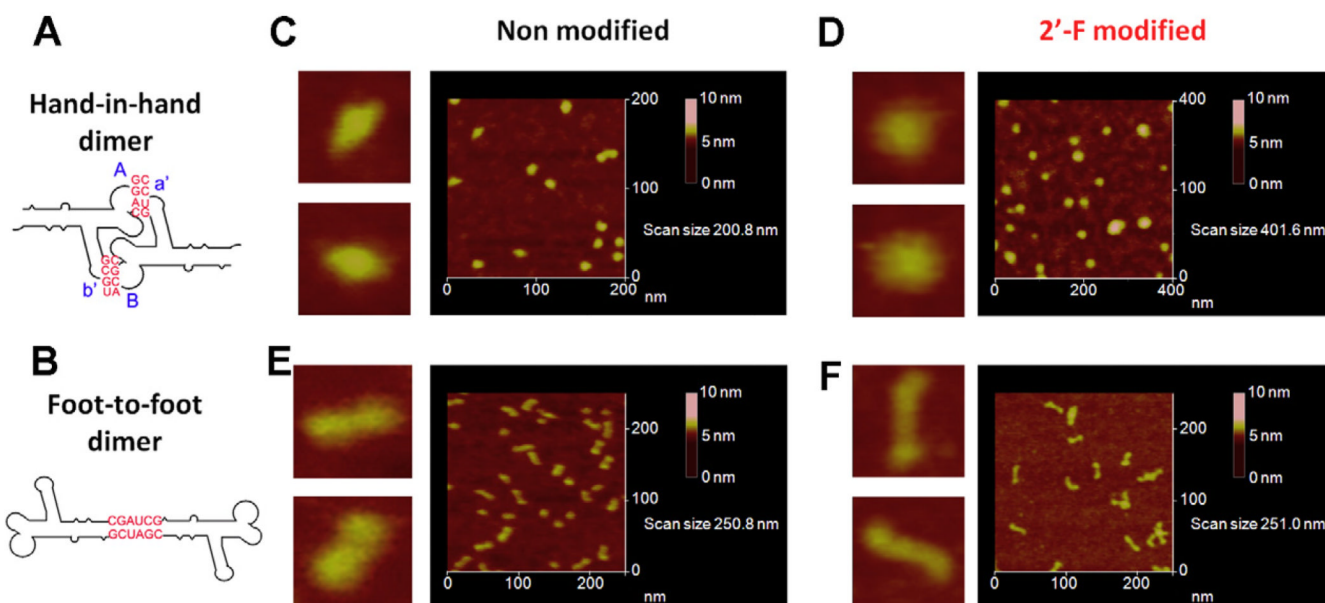 A
Hand-in-hand
dimer
A
GC
GC
a'
AU
CG
GC
CG
GC
UA
b'
B
B
Foot-to-foot
dimer
CGAUCG
GCUAGC
C
Non modified
200
100
0
0
100
200
nm
10 nm
5 nm
0 nm
Scan size 200.8 nm
D
2'-F modified
400
100
0
0
200
400
nm
10 nm
5 nm
0 nm
Scan size 401.6 nm
E
200
100
0
0
100
200
nm
10 nm
5 nm
0 nm
Scan size 250.8 nm
F
200
100
0
0
100
200
nm
10 nm
5 nm
0 nm
Scan size 251.0 nm